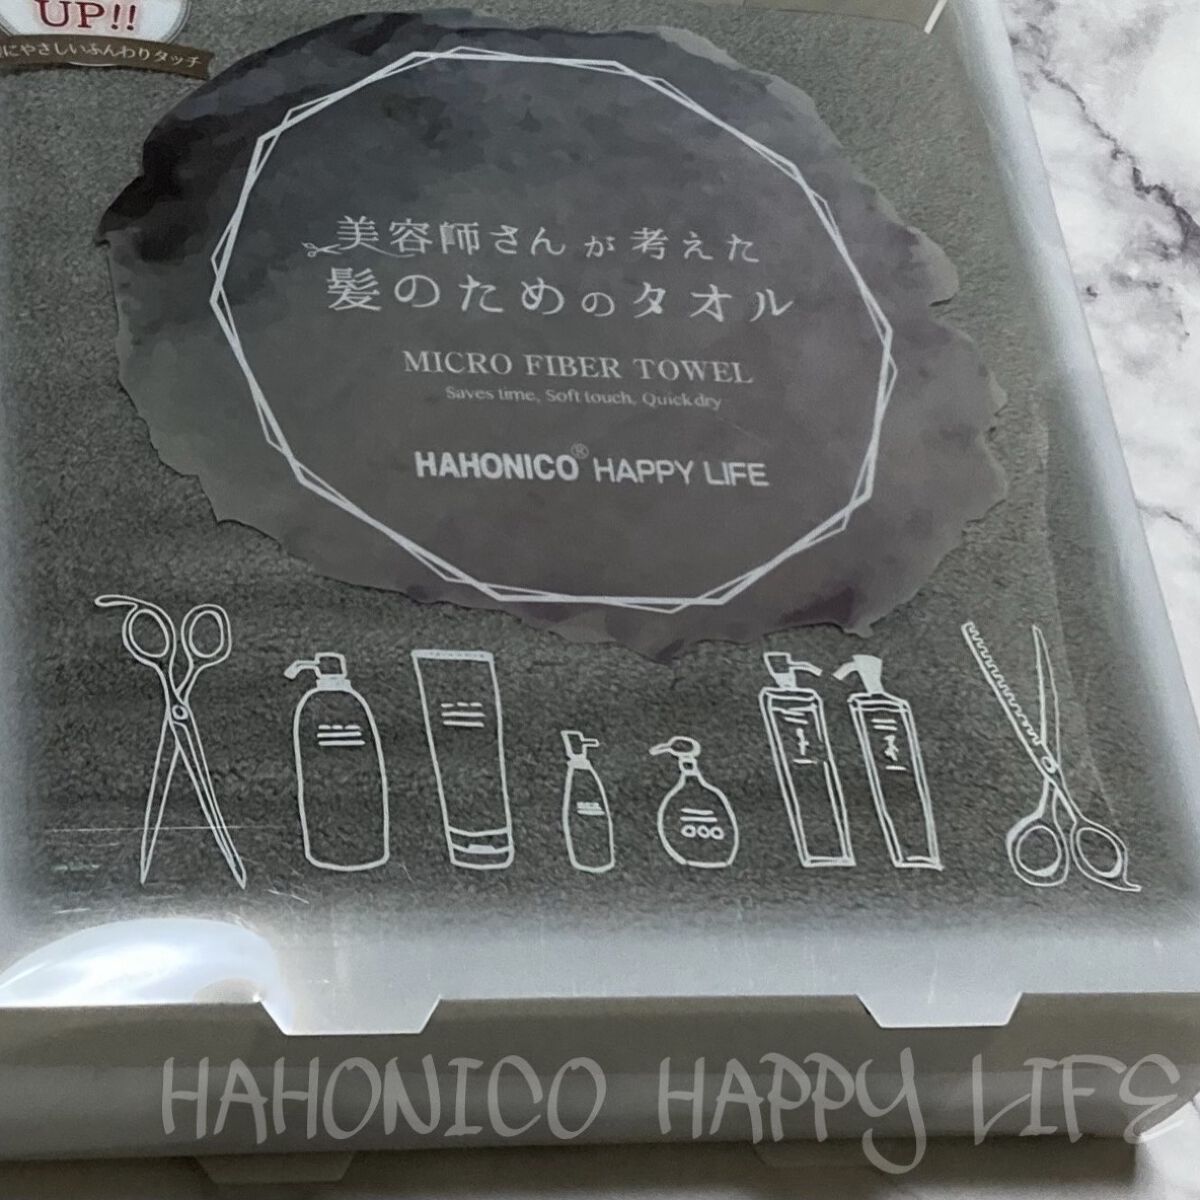 UP!!
にやさしいふんわりタッチ
美容師さんが考えた
髪のためのタオル
MICRO FIBER TOWEL
Saves time, Soft touch, Quick dry
HAHONICO® HAPPY LIFE
HAHONICO HAPPY LIFE